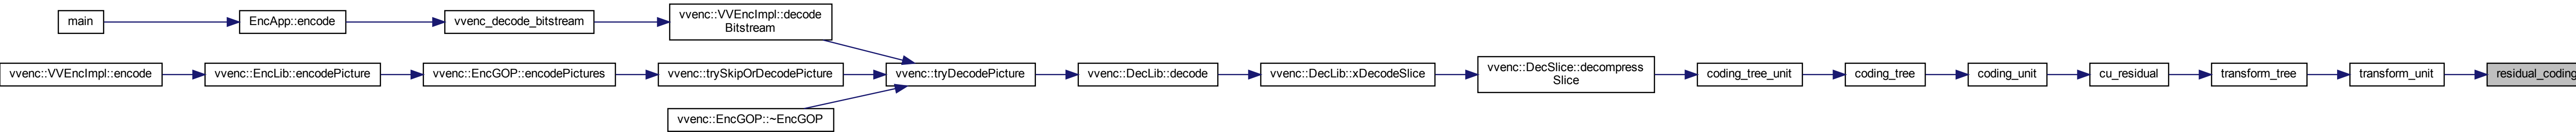 main
EncApp::encode
vvenc_decode_bitstream
vvenc::VVEncImpl::decode
Bitstream
vvenc::VVEncImpl::encode
vvenc::EncLib::encodePicture
vvenc::EncGOP::encodePictures
vvenc::trySkipOrDecodePicture
vvenc::tryDecodePicture
vvenc::DecLib::decode
vvenc::DecLib::xDecodeSlice
vvenc::DecSlice::decompress
Slice
coding_tree_unit
coding_tree
coding_unit
cu_residual
transform_tree
transform_unit
residual_coding
vvenc::EncGOP::~EncGOP